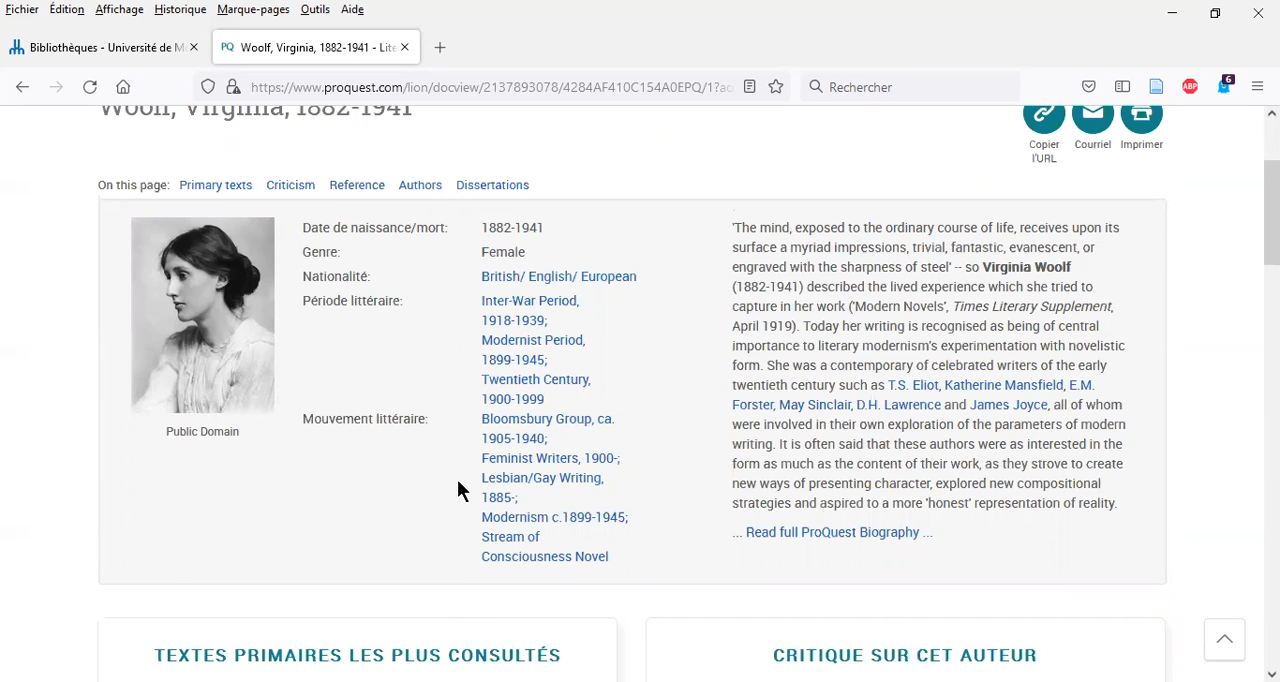 Fichier Édition Affichage Historique Marque-pages Outils Aide
Bibliothèques - Université de M
PQ Woolf, Virginia, 1882-1941 - Lite
https://www.proquest.com/lion/docview/2137893078/4284AF410C154A0EPQ/1?ac
Rechercher
ABP
6
Woolf, Virginia, 1882-1941
Copier l'URL
Courriel
Imprimer
On this page: Primary texts Criticism Reference Authors Dissertations
Public Domain
Date de naissance/mort: 1882-1941
Genre: Female
Nationalité: British/ English/ European
Période littéraire: Inter-War Period,
1918-1939;
Modernist Period,
1899-1945;
Twentieth Century,
1900-1999
Mouvement littéraire: Bloomsbury Group, ca.
1905-1940;
Feminist Writers, 1900-;
Lesbian/Gay Writing,
1885-;
Modernism c.1899-1945;
Stream of
Consciousness Novel
'The mind, exposed to the ordinary course of life, receives upon its
surface a myriad impressions, trivial, fantastic, evanescent, or
engraved with the sharpness of steel' -- so Virginia Woolf
(1882-1941) described the lived experience which she tried to
capture in her work ('Modern Novels', Times Literary Supplement,
April 1919). Today her writing is recognised as being of central
importance to literary modernism's experimentation with novelistic
form. She was a contemporary of celebrated writers of the early
twentieth century such as T.S. Eliot, Katherine Mansfield, E.M.
Forster, May Sinclair, D.H. Lawrence and James Joyce, all of whom
were involved in their own exploration of the parameters of modern
writing. It is often said that these authors were as interested in the
form as much as the content of their work, as they strove to create
new ways of presenting character, explored new compositional
strategies and aspired to a more 'honest' representation of reality.
... Read full ProQuest Biography ...
TEXTES PRIMAIRES LES PLUS CONSULTÉS
CRITIQUE SUR CET AUTEUR